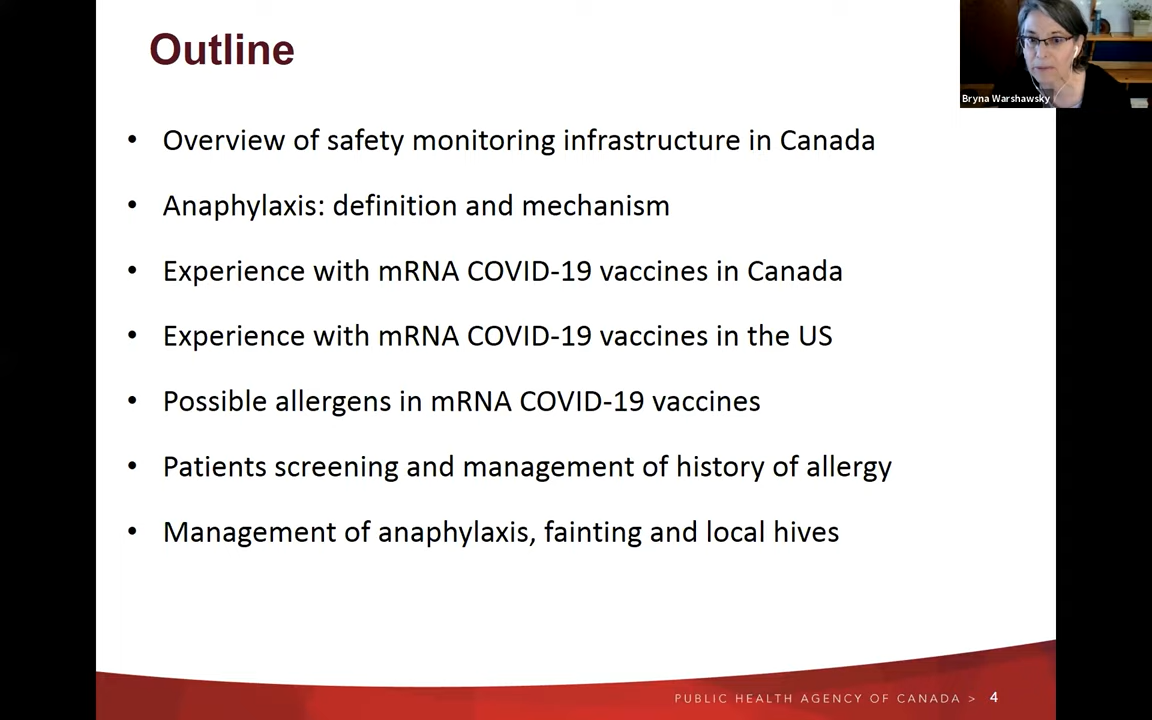 Outline
Bryna Warshawsky
• Overview of safety monitoring infrastructure in Canada
• Anaphylaxis: definition and mechanism
• Experience with mRNA COVID-19 vaccines in Canada
• Experience with mRNA COVID-19 vaccines in the US
• Possible allergens in mRNA COVID-19 vaccines
• Patients screening and management of history of allergy
• Management of anaphylaxis, fainting and local hives
PUBLIC HEALTH AGENCY OF CANADA > 4